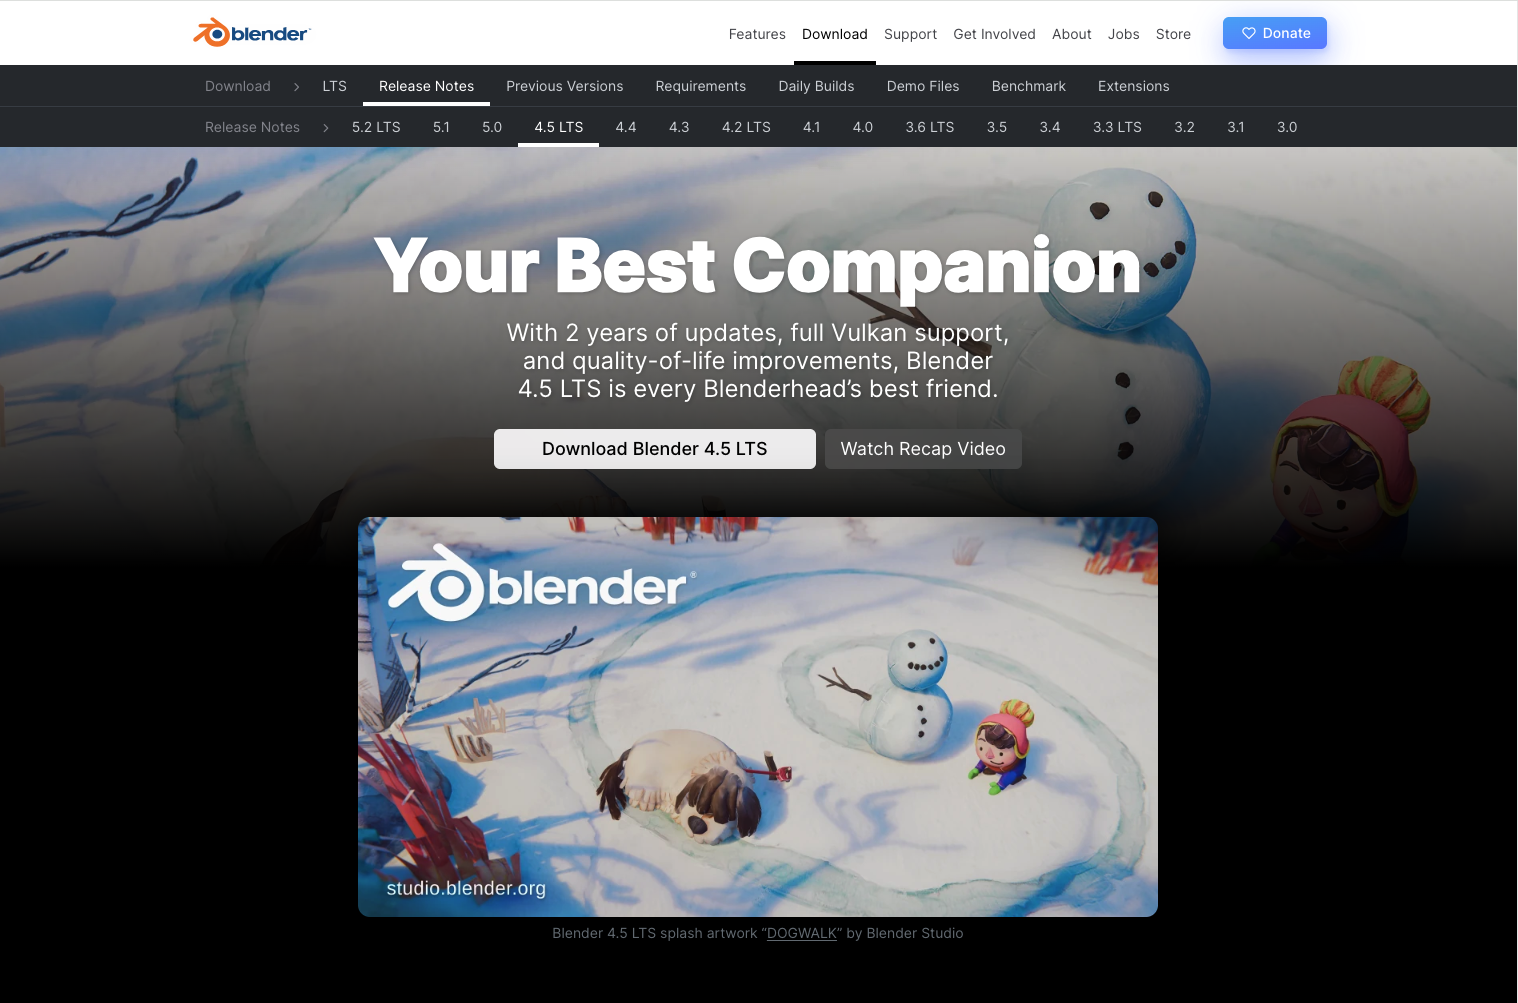 blender
Features Download Support Get Involved About Jobs Store Donate
Download LTS Release Notes Previous Versions Requirements Daily Builds Demo Files Benchmark Extensions
Release Notes 5.2 LTS 5.1 5.0 4.5 LTS 4.4 4.3 4.2 LTS 4.1 4.0 3.6 LTS 3.5 3.4 3.3 LTS 3.2 3.1 3.0
Your Best Companion
With 2 years of updates, full Vulkan support,
and quality-of-life improvements, Blender
4.5 LTS is every Blenderhead’s best friend.
Download Blender 4.5 LTS Watch Recap Video
blender®
studio.blender.org
Blender 4.5 LTS splash artwork “DOGWALK” by Blender Studio